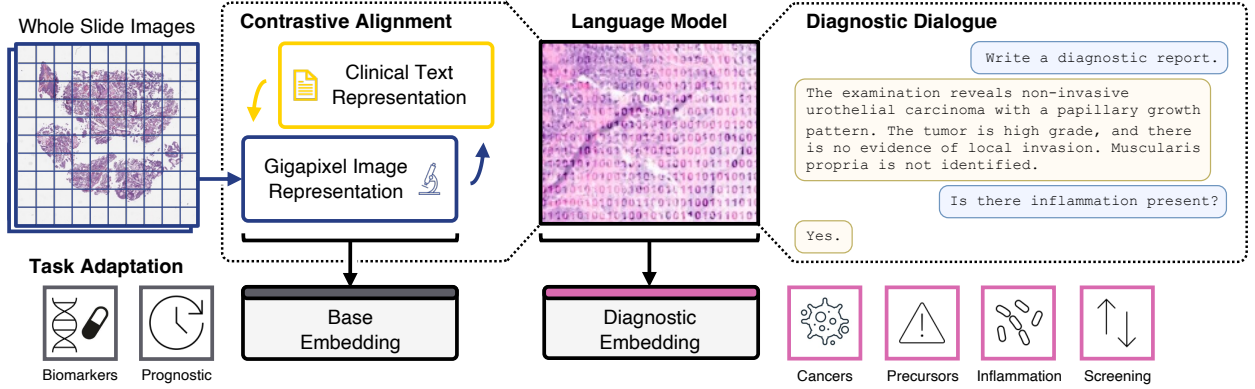 Whole Slide Images
Contrastive Alignment
Clinical Text
Representation
Gigapixel Image
Representation
Language Model
Diagnostic Dialogue
Write a diagnostic report.
The examination reveals non-invasive
urothelial carcinoma with a papillary growth
pattern. The tumor is high grade, and there
is no evidence of local invasion. Muscularis
propria is not identified.
Is there inflammation present?
Yes.
Task Adaptation
Biomarkers
Prognostic
Base
Embedding
Diagnostic
Embedding
Cancers
Precursors
Inflammation
Screening